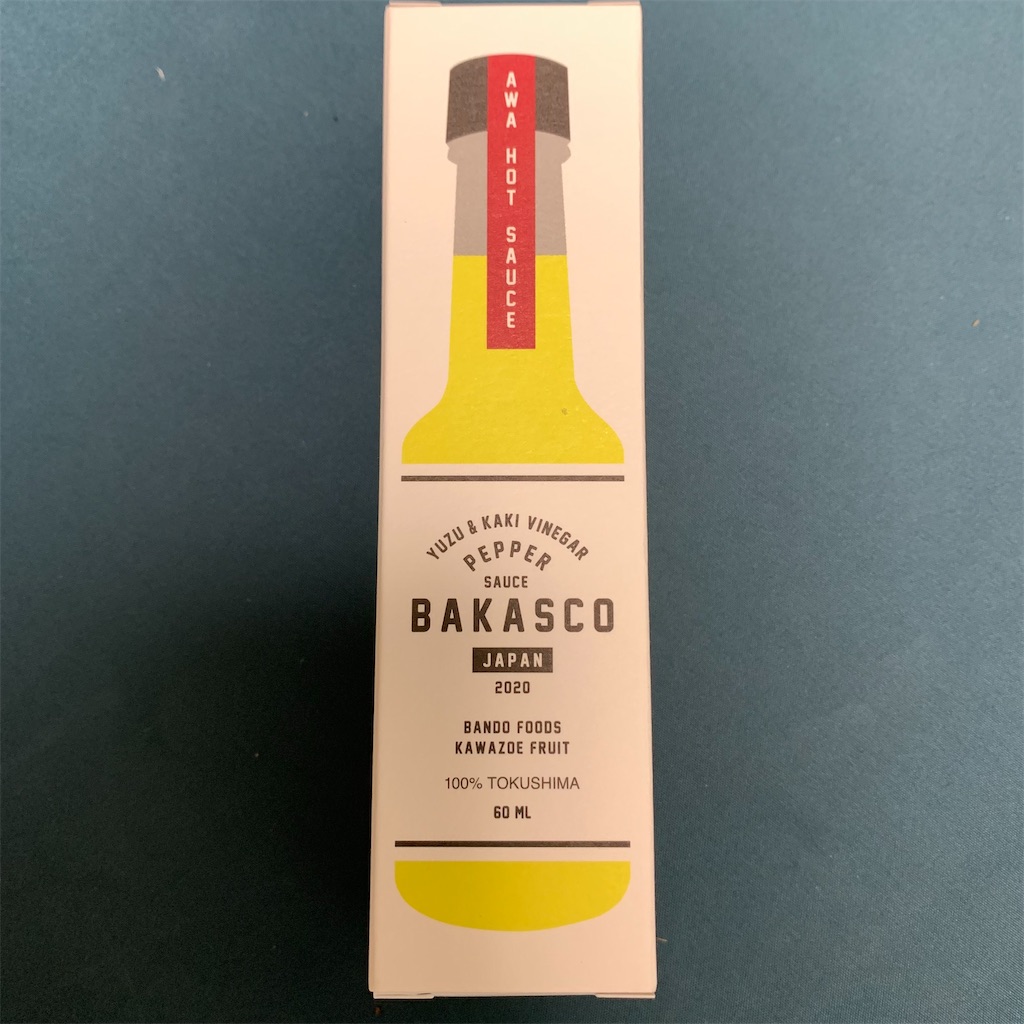 AWA HOT SAUCE
YUZU & KAKI VINEGAR
PEPPER
SAUCE
BAKASCO
JAPAN
2020
BANDO FOODS
KAWAZOE FRUIT
100% TOKUSHIMA
60 ML